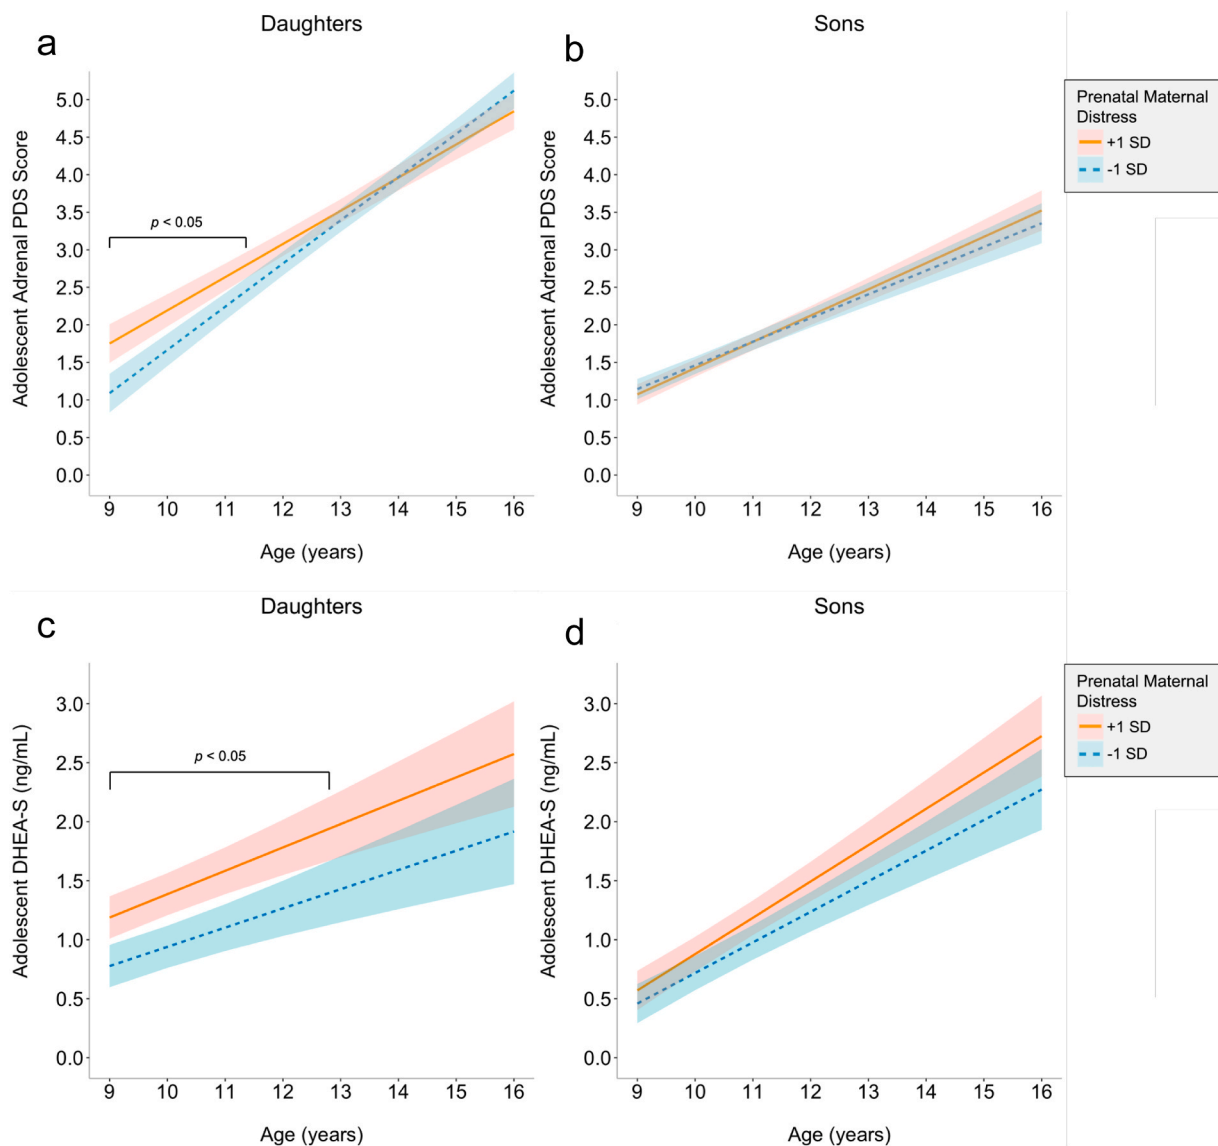 Daughters
Sons
a
b
Adolescent Adrenal PDS Score
5.0
4.5
4.0
3.5
3.0
2.5
2.0
1.5
1.0
0.5
0.0
p < 0.05
9 10 11 12 13 14 15 16
Age (years)
Adolescent Adrenal PDS Score
5.0
4.5
4.0
3.5
3.0
2.5
2.0
1.5
1.0
0.5
0.0
9 10 11 12 13 14 15 16
Age (years)
Prenatal Maternal
Distress
+1 SD
-1 SD
Daughters
Sons
c
d
Adolescent DHEA-S (ng/mL)
3.0
2.5
2.0
1.5
1.0
0.5
0.0
p < 0.05
9 10 11 12 13 14 15 16
Age (years)
Adolescent DHEA-S (ng/mL)
3.0
2.5
2.0
1.5
1.0
0.5
0.0
9 10 11 12 13 14 15 16
Age (years)
Prenatal Maternal
Distress
+1 SD
-1 SD